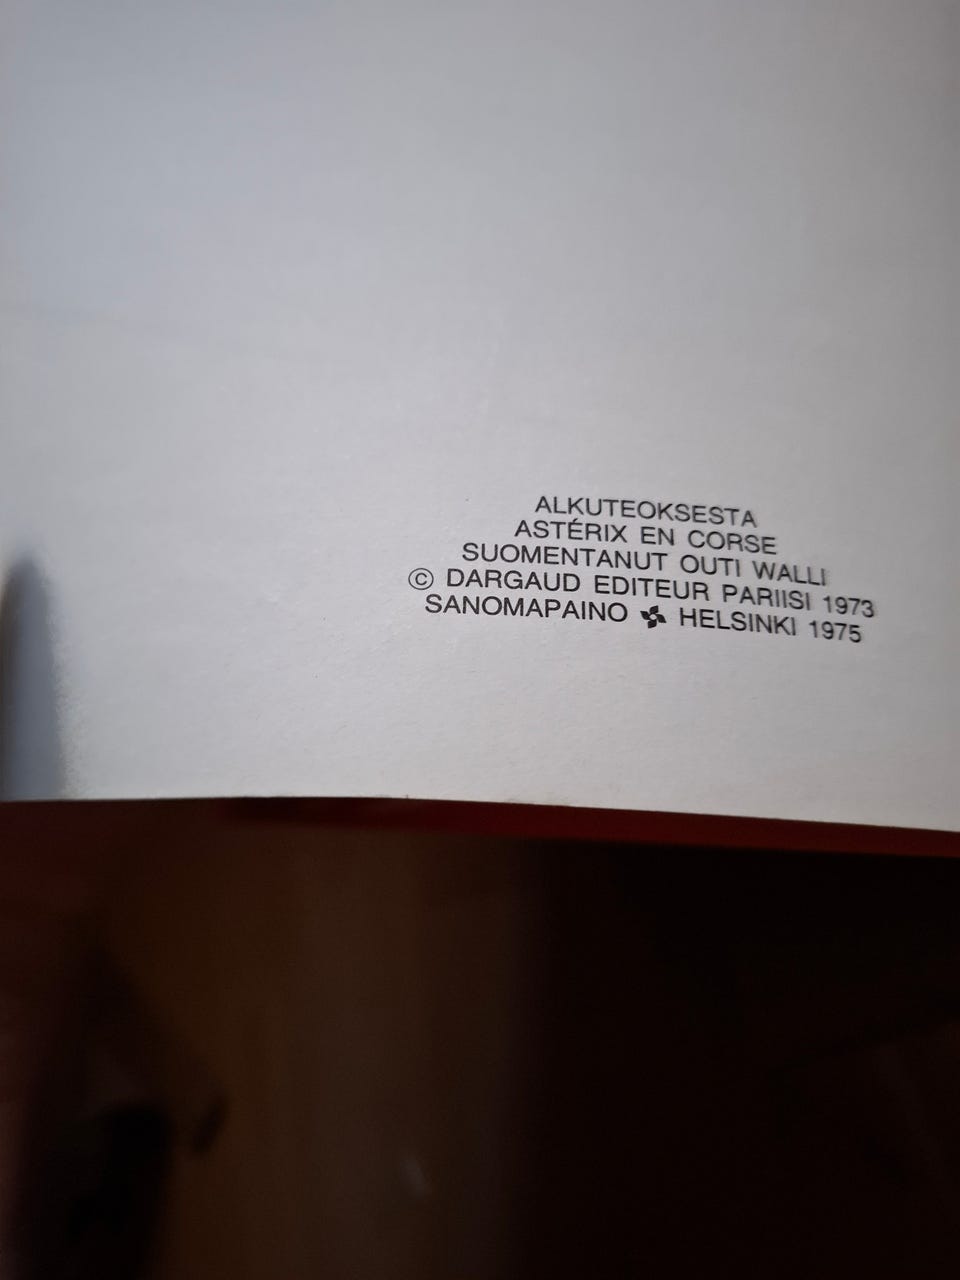 ALKUTEOKSESTA
ASTÉRIX EN CORSE
SUOMENTANUT OUTI WALLI
© DARGAUD EDITEUR PARIISI 1973
SANOMAPAINO HELSINKI 1975